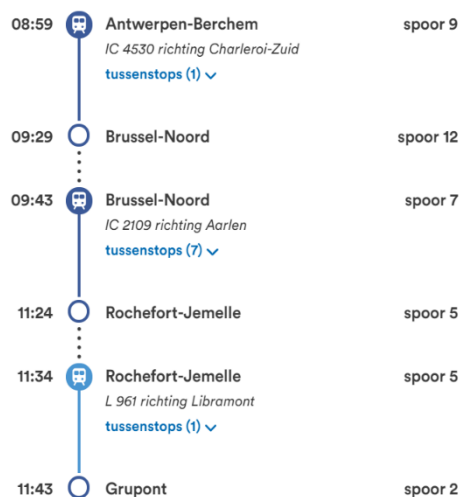 08:59 Antwerpen-Berchem spoor 9
IC 4530 richting Charleroi-Zuid
tussenstops (1)
09:29 Brussel-Noord spoor 12
09:43 Brussel-Noord spoor 7
IC 2109 richting Aarlen
tussenstops (7)
11:24 Rochefort-Jemelle spoor 5
11:34 Rochefort-Jemelle spoor 5
L 961 richting Libramont
tussenstops (1)
11:43 Grupont spoor 2